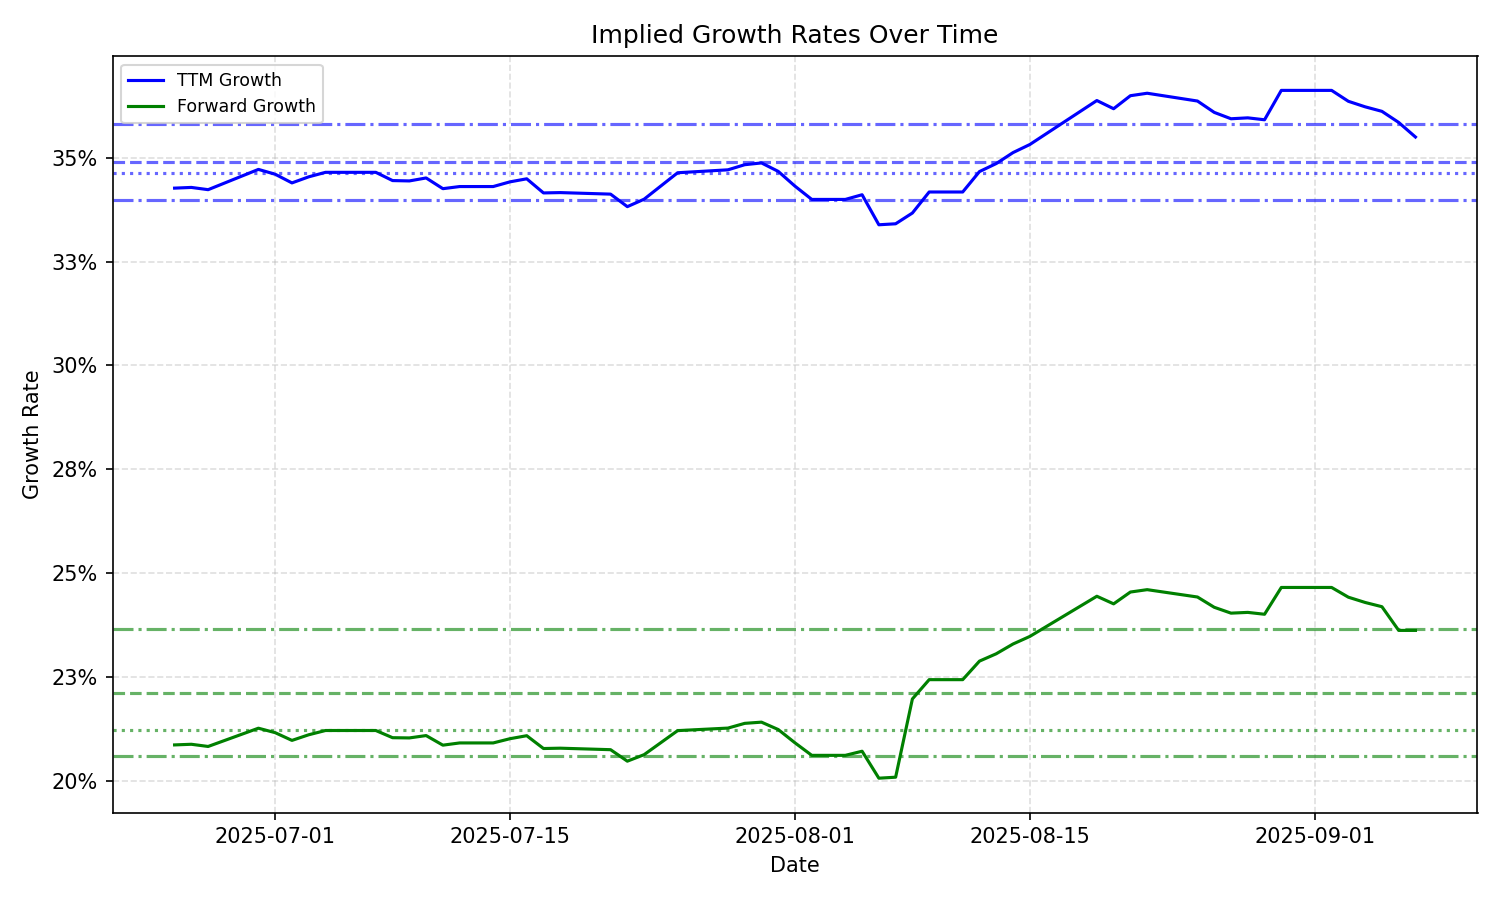 Implied Growth Rates Over Time
TTM Growth
Forward Growth
35%
33%
30%
28%
25%
23%
20%
Growth Rate
2025-07-01
2025-07-15
2025-08-01
2025-08-15
2025-09-01
Date